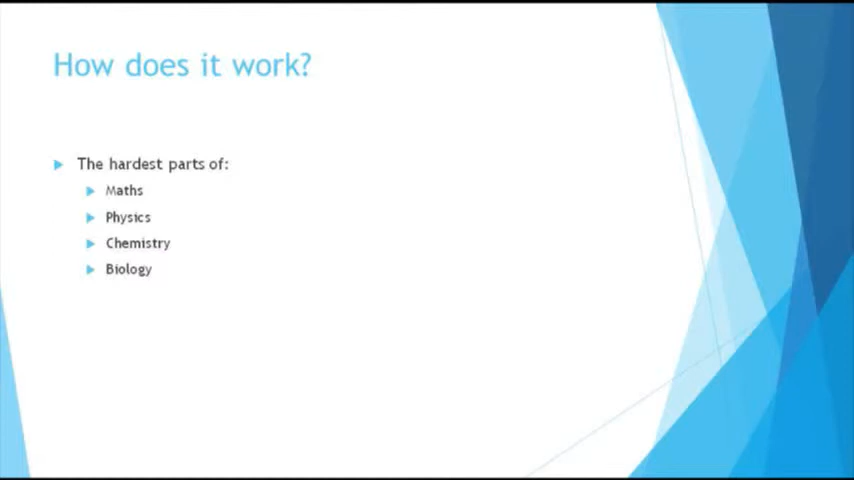 How does it work?
The hardest parts of:
Maths
Physics
Chemistry
Biology